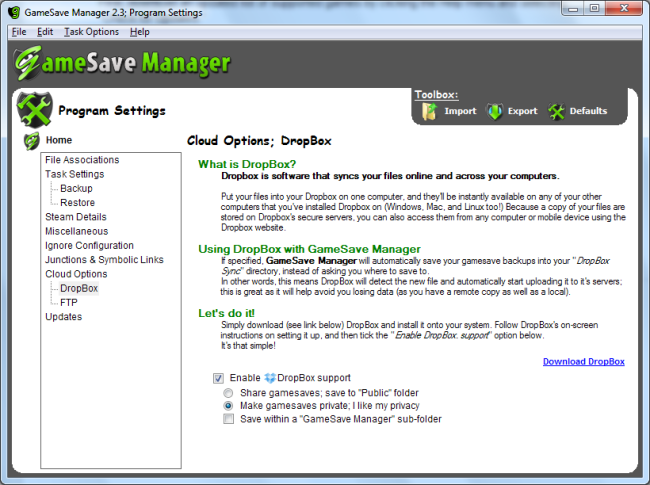 GameSave Manager 2.3; Program Settings
File Edit Task Options Help
GameSave Manager
Toolbox:
Program Settings
Import Export Defaults
Home
Cloud Options; DropBox
File Associations
Task Settings
Backup
Restore
Steam Details
Miscellaneous
Ignore Configuration
Junctions & Symbolic Links
Cloud Options
DropBox
FTP
Updates
What is DropBox?
Dropbox is software that syncs your files online and across your computers.
Put your files into your Dropbox on one computer, and they'll be instantly available on any of your other
computers that you've installed Dropbox on (Windows, Mac, and Linux too!) Because a copy of your files are
stored on Dropbox's secure servers, you can also access them from any computer or mobile device using the
Dropbox website.
Using DropBox with GameSave Manager
If specified, GameSave Manager will automatically save your gamesave backups into your "DropBox
Sync" directory, instead of asking you where to save to.
In other words, this means DropBox will detect the new file and automatically start uploading it to it's servers;
this is great as it will help avoid you losing data (as you have a remote copy as well as a local).
Let's do it!
Simply download (see link below) DropBox and install it onto your system. Follow DropBox's on-screen
instructions on setting it up, and then tick the "Enable DropBox. support" option below.
It's that simple!
Download DropBox
Enable DropBox support
Share gamesaves; save to "Public" folder
Make gamesaves private; I like my privacy
Save within a "GameSave Manager" sub-folder